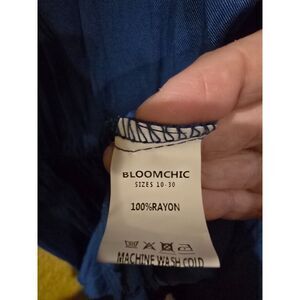 BLOOMCHIC
SIZES 10-30
100%RAYON
MACHINE WASH COLD